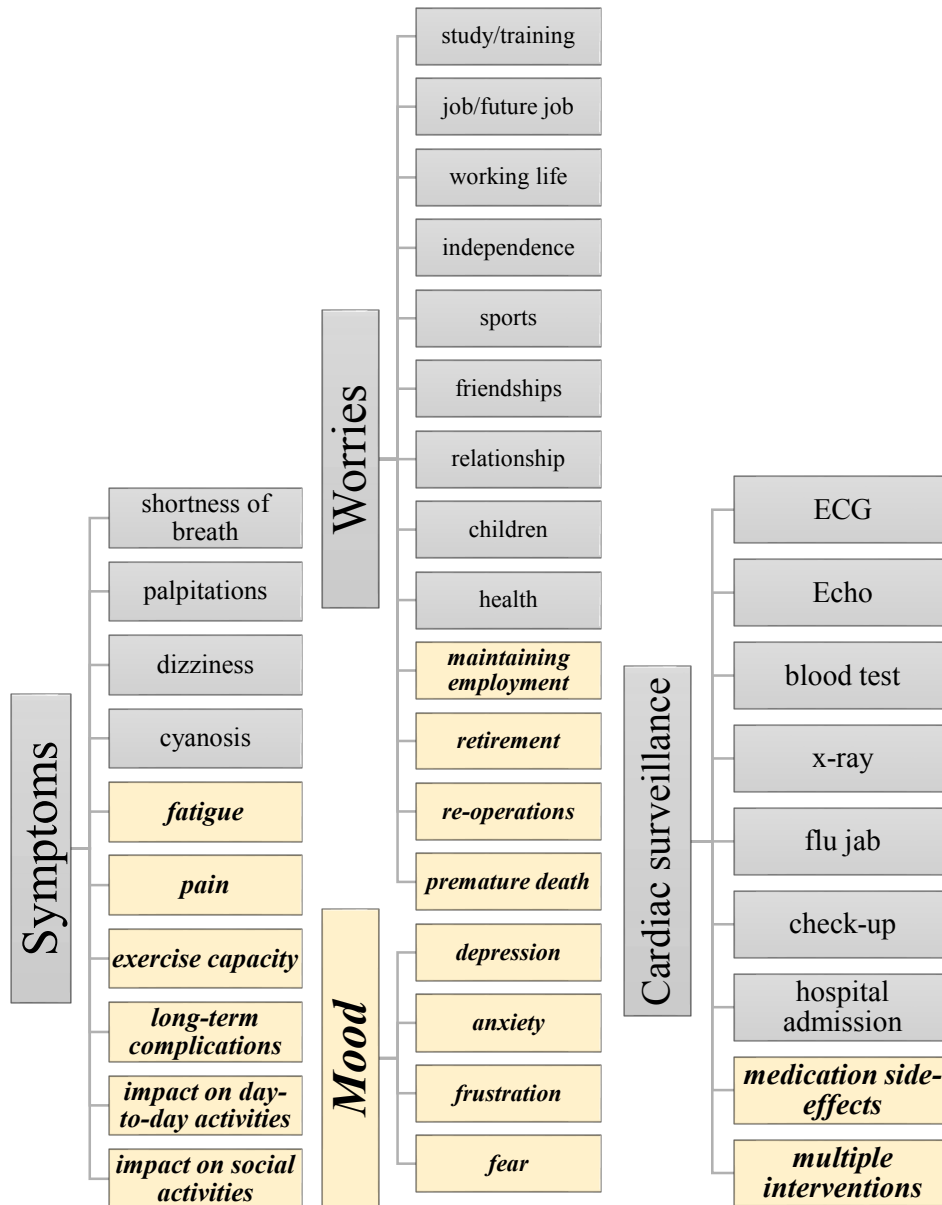 Symptoms
shortness of
breath
palpitations
dizziness
cyanosis
fatigue
pain
exercise capacity
long-term
complications
impact on day-
to-day activities
impact on social
activities
Worries
study/training
job/future job
working life
independence
sports
friendships
relationship
children
health
maintaining
employment
retirement
re-operations
premature death
Mood
depression
anxiety
frustration
fear
Cardiac surveillance
ECG
Echo
blood test
x-ray
flu jab
check-up
hospital
admission
medication side-
effects
multiple
interventions